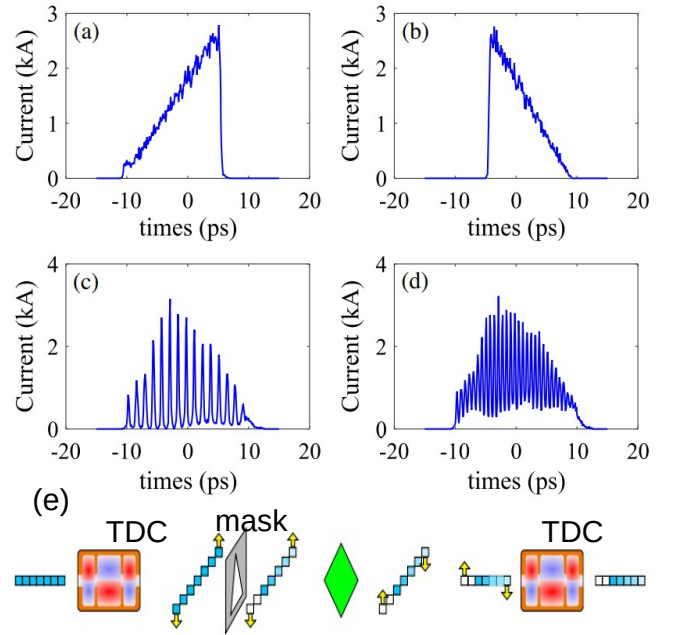 (a)
Current (kA)
3
2
1
0
-20
-10
0
10
20
times (ps)
(b)
Current (kA)
3
2
1
0
-20
-10
0
10
20
times (ps)
(c)
Current (kA)
4
2
0
-20
-10
0
10
20
times (ps)
(d)
Current (kA)
4
2
0
-20
-10
0
10
20
times (ps)
(e)
TDC
mask
TDC